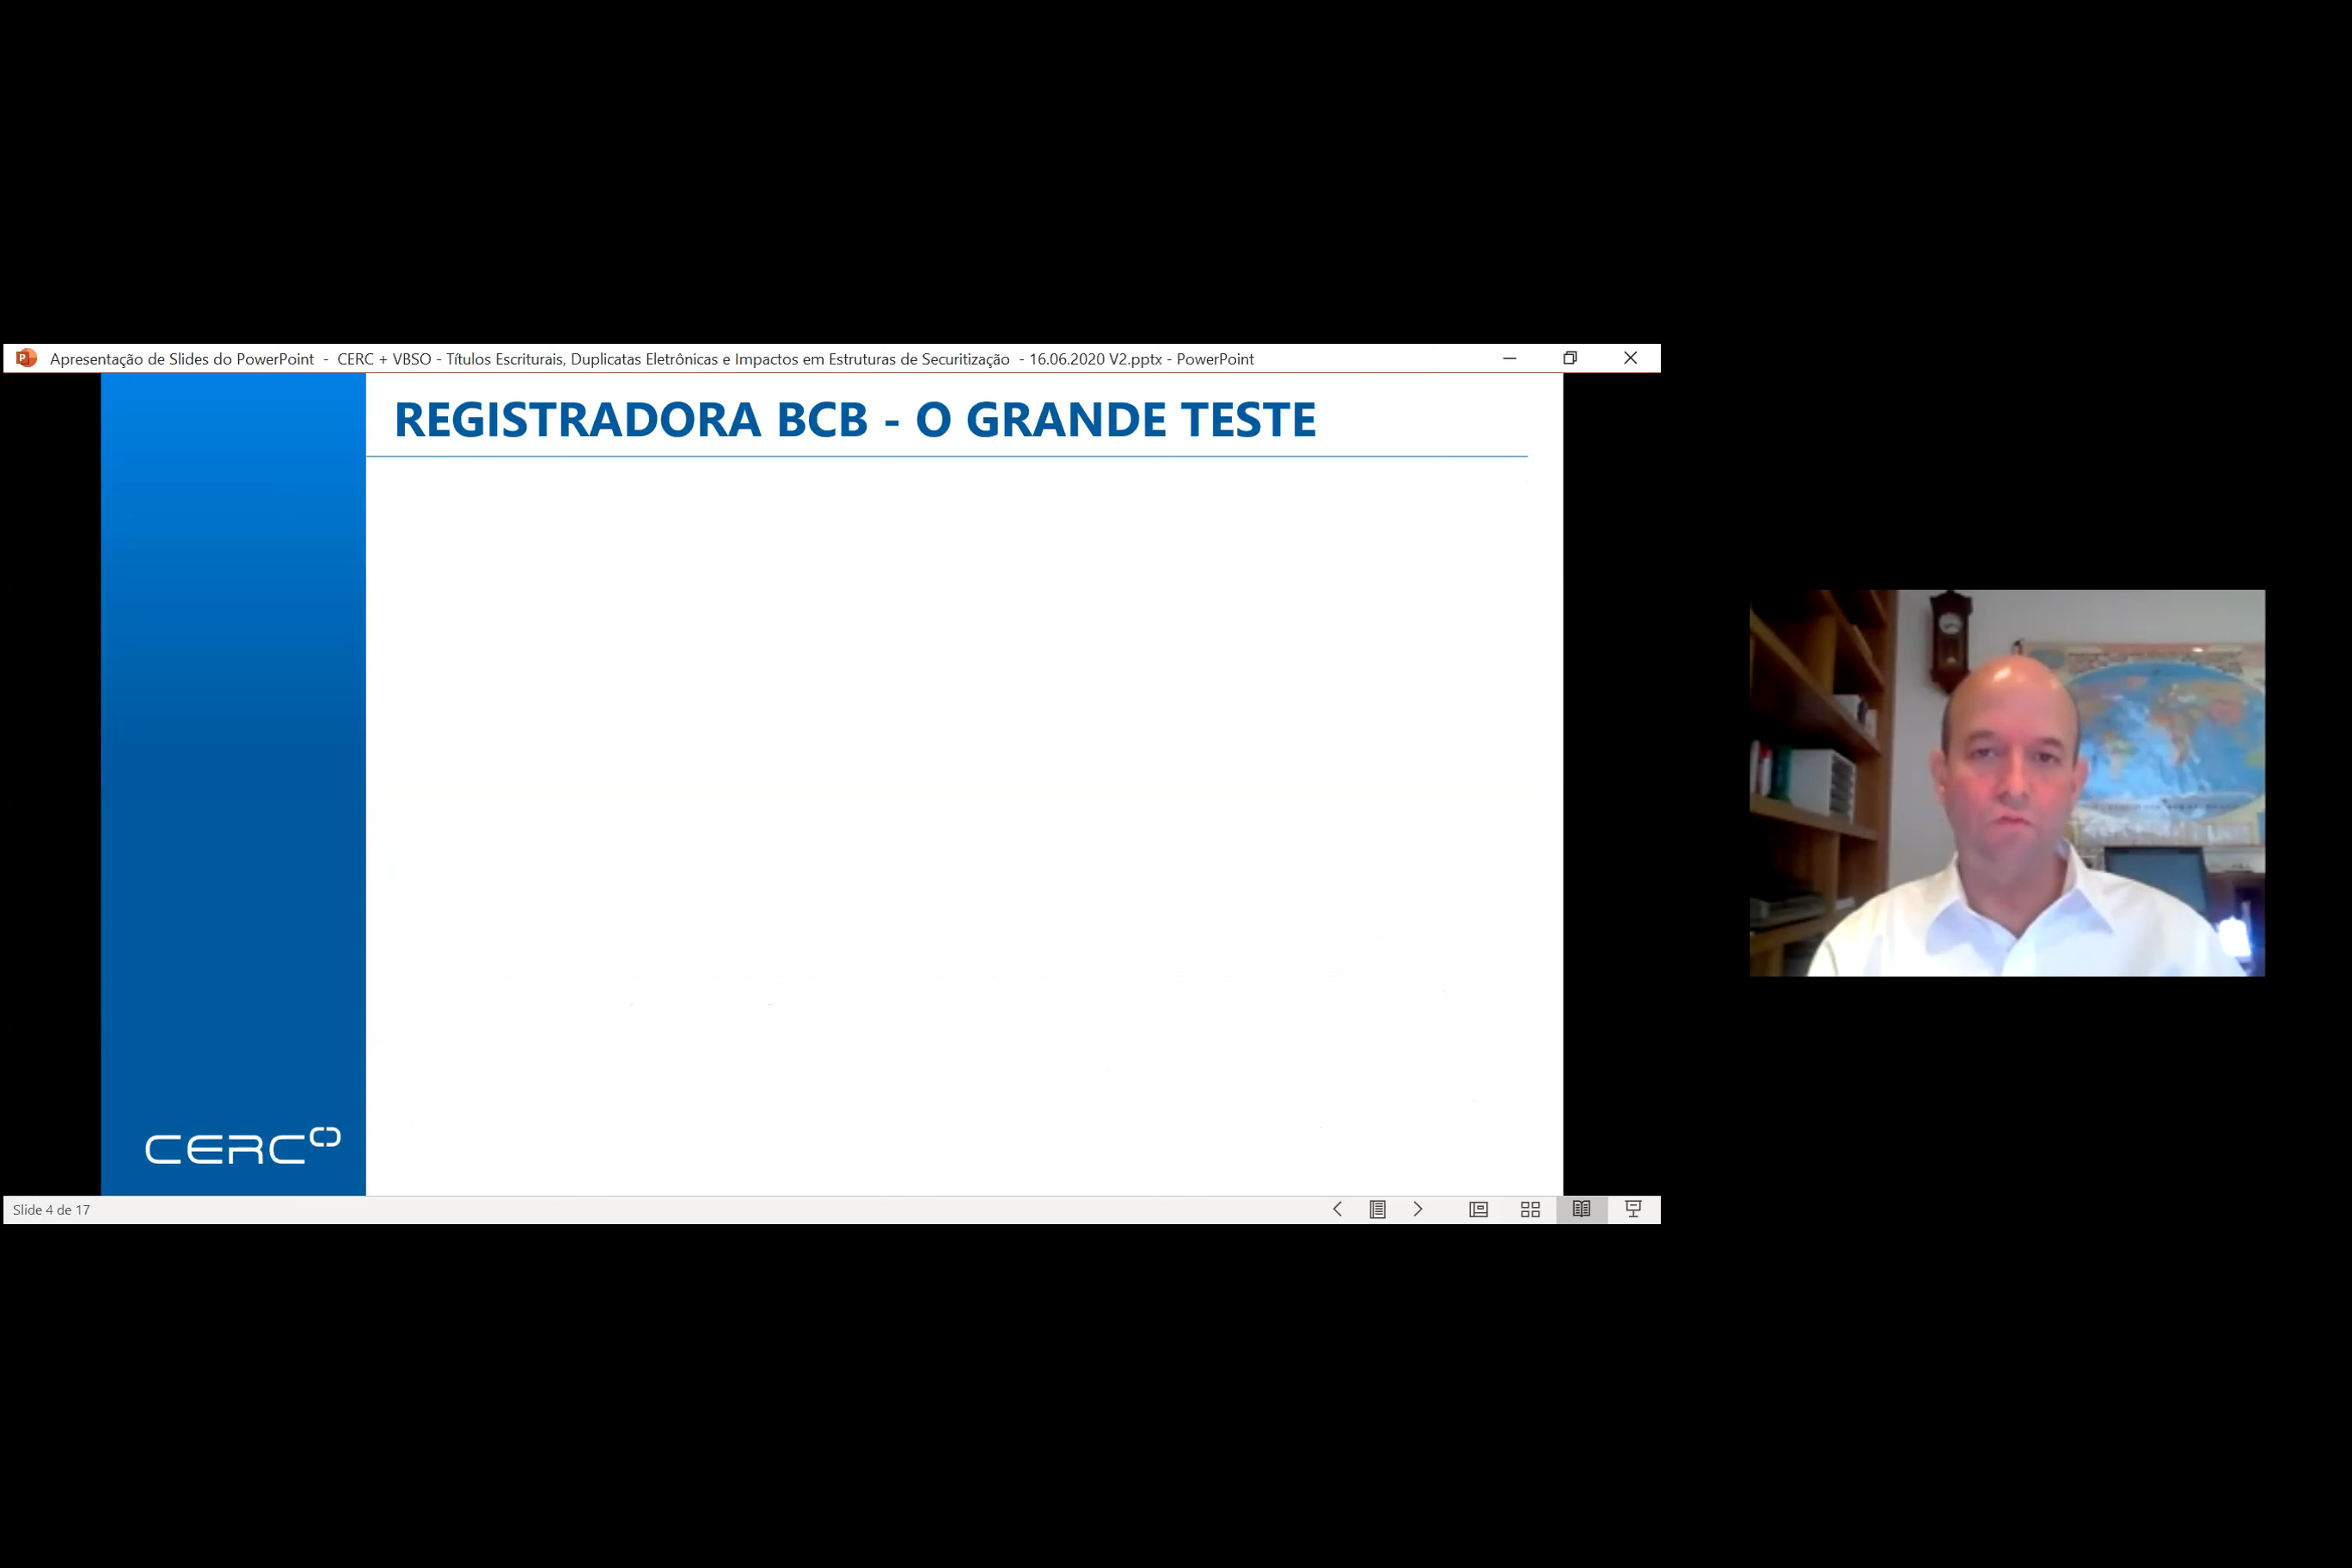 Apresentação de Slides do PowerPoint - CERC + VBSO - Títulos Escriturais, Duplicatas Eletrônicas e Impactos em Estruturas de Securitização - 16.06.2020 V2.pptx - PowerPoint
REGISTRADORA BCB - O GRANDE TESTE
CERC
Slide 4 de 17